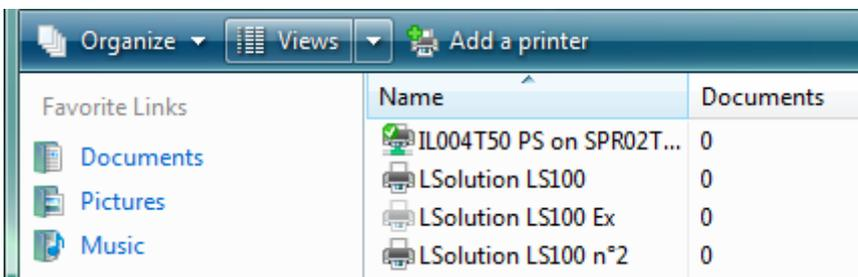 Organize Views Add a printer
Favorite Links
Documents
Pictures
Music
Name Documents
IL004T50 PS on SPR02T... 0
LSolution LS100 0
LSolution LS100 Ex 0
LSolution LS100 n°2 0